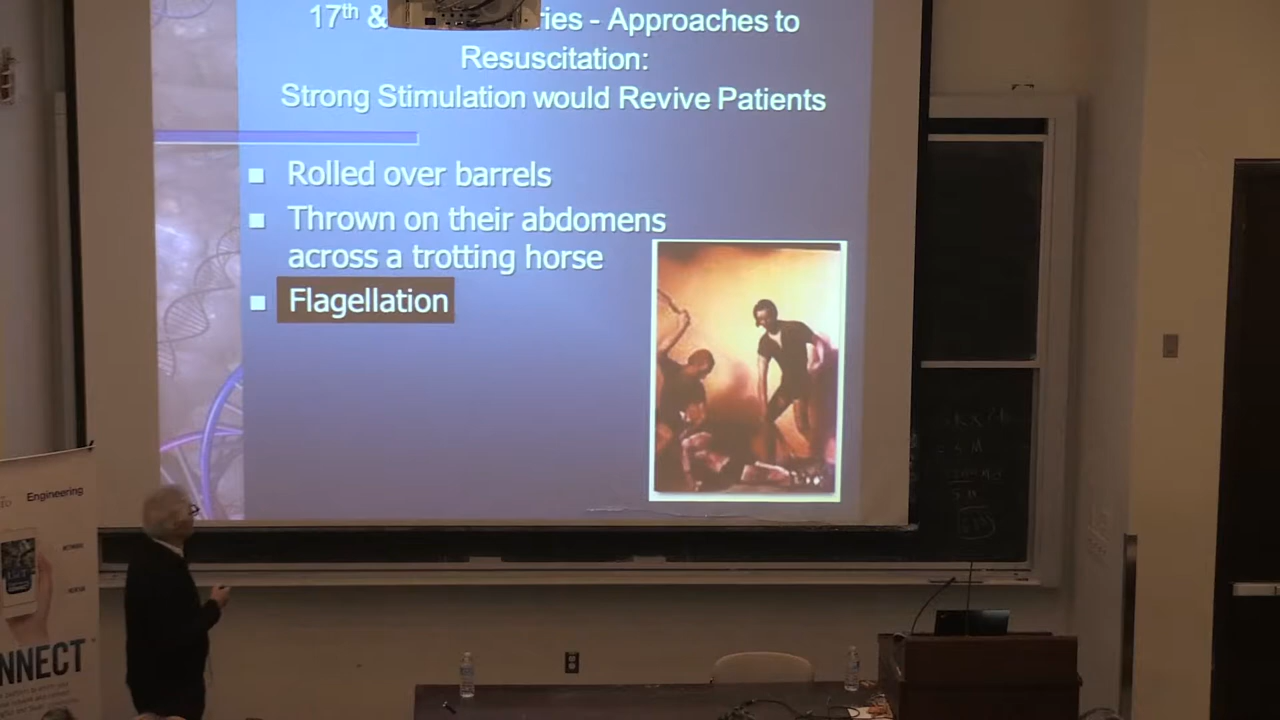 17th & ries - Approaches to
Resuscitation:
Strong Stimulation would Revive Patients
Rolled over barrels
Thrown on their abdomens
across a trotting horse
Flagellation
Engineering
NNECT